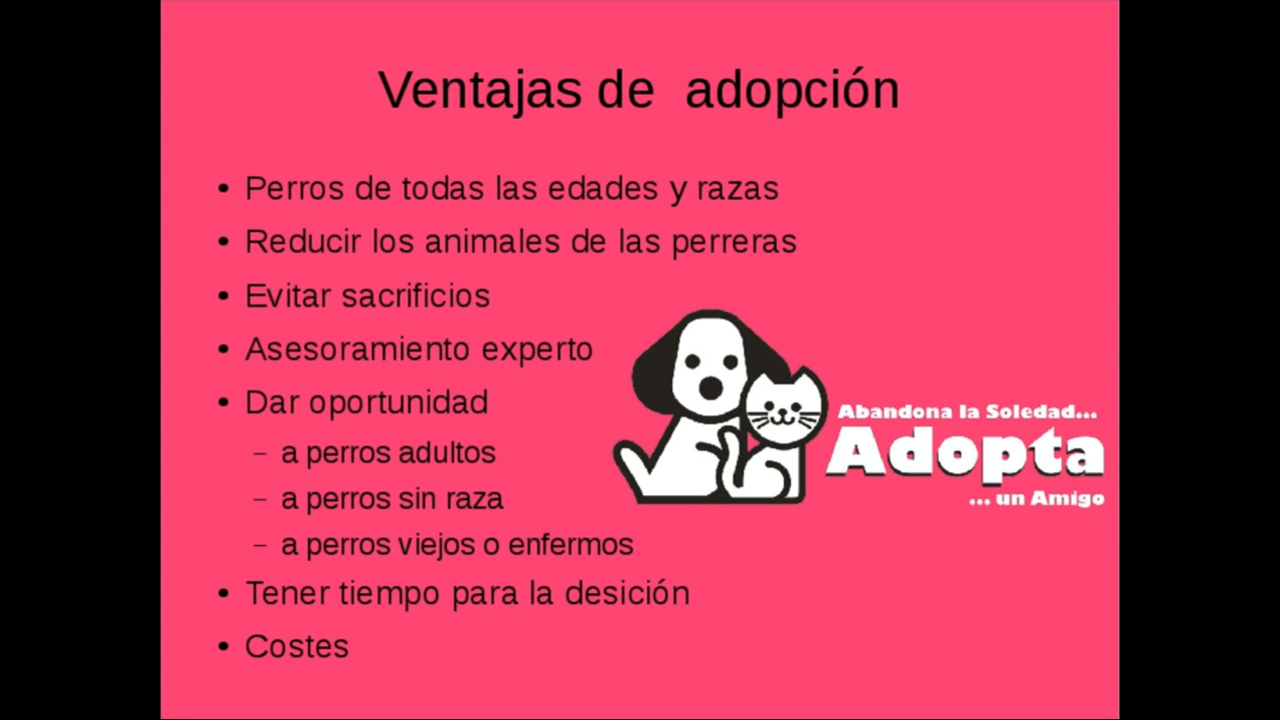 Ventajas de adopción
• Perros de todas las edades y razas
• Reducir los animales de las perreras
• Evitar sacrificios
• Asesoramiento experto
• Dar oportunidad
– a perros adultos
– a perros sin raza
– a perros viejos o enfermos
• Tener tiempo para la desición
• Costes
Abandona la Soledad...
Adopta
... un Amigo